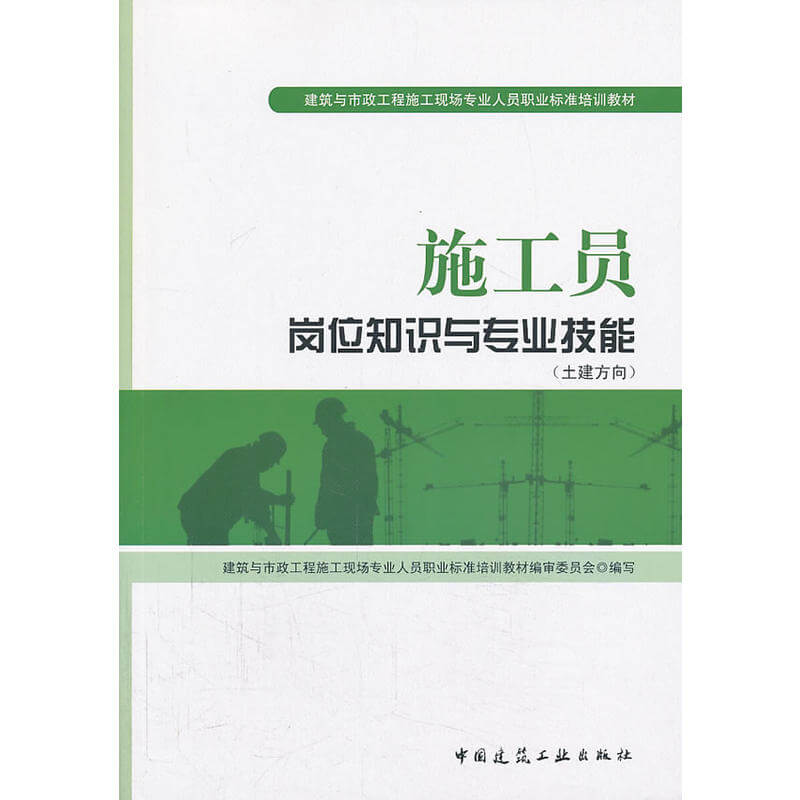 建筑与市政工程施工现场专业人员职业标准培训教材
施工员
岗位知识与专业技能
（土建方向）
建筑与市政工程施工现场专业人员职业标准培训教材编审委员会◎编写
中国建筑工业出版社